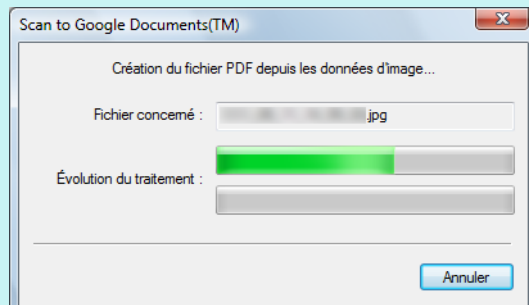 Scan to Google Documents(TM)
Création du fichier PDF depuis les données d'image...
Fichier concerné : .jpg
Évolution du traitement :
Annuler